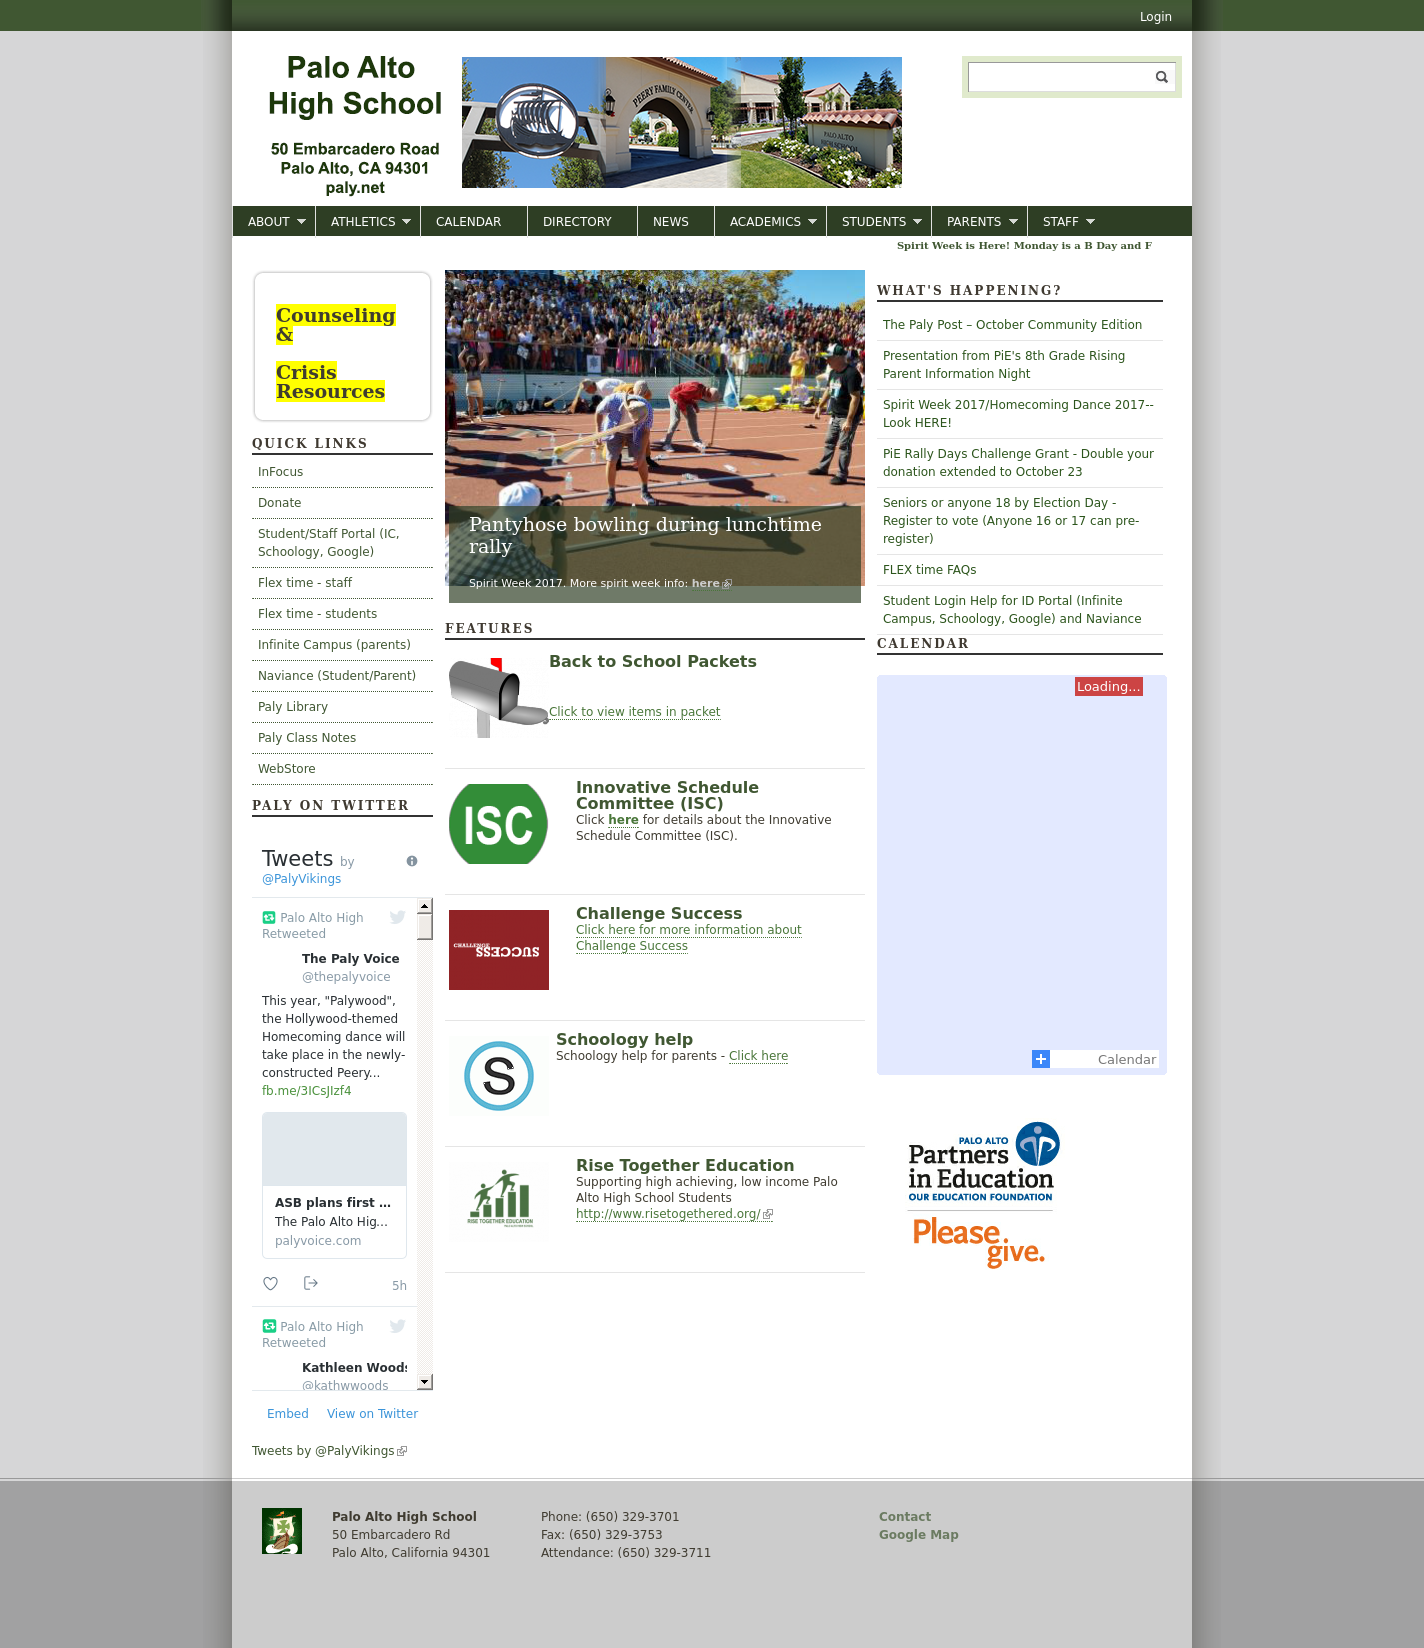 Login
Palo Alto
High School
50 Embarcadero Road
Palo Alto, CA 94301
paly.net
PEERY FAMILY CENTER
PALO ALTO
HIGH SCHOOL
ABOUT
ATHLETICS
CALENDAR
DIRECTORY
NEWS
ACADEMICS
STUDENTS
PARENTS
STAFF
Spirit Week is Here! Monday is a B Day and F
Counseling
&
Crisis
Resources
QUICK LINKS
InFocus
Donate
Student/Staff Portal (IC,
Schoology, Google)
Flex time - staff
Flex time - students
Infinite Campus (parents)
Naviance (Student/Parent)
Paly Library
Paly Class Notes
WebStore
PALY ON TWITTER
Tweets by
@PalyVikings
Palo Alto High
Retweeted
The Paly Voice
@thepalyvoice
This year, "Palywood",
the Hollywood-themed
Homecoming dance will
take place in the newly-
constructed Peery...
fb.me/3ICsJIzf4
ASB plans first ...
The Palo Alto Hig...
palyvoice.com
5h
Palo Alto High
Retweeted
Kathleen Woods
@kathwwoods
Embed
View on Twitter
Tweets by @PalyVikings
Pantyhose bowling during lunchtime
rally
Spirit Week 2017. More spirit week info: here
FEATURES
Back to School Packets
Click to view items in packet
ISC
Innovative Schedule
Committee (ISC)
Click here for details about the Innovative
Schedule Committee (ISC).
CHALLENGE
SUCCESS
Challenge Success
Click here for more information about
Challenge Success
S
Schoology help
Schoology help for parents - Click here
RISE TOGETHER EDUCATION
Rise Together Education
Supporting high achieving, low income Palo
Alto High School Students
http://www.risetogethered.org/
WHAT'S HAPPENING?
The Paly Post – October Community Edition
Presentation from PiE's 8th Grade Rising
Parent Information Night
Spirit Week 2017/Homecoming Dance 2017--
Look HERE!
PiE Rally Days Challenge Grant - Double your
donation extended to October 23
Seniors or anyone 18 by Election Day -
Register to vote (Anyone 16 or 17 can pre-
register)
FLEX time FAQs
Student Login Help for ID Portal (Infinite
Campus, Schoology, Google) and Naviance
CALENDAR
Loading...
Calendar
PALO ALTO
Partners
in Education
OUR EDUCATION FOUNDATION
Please
give.
Palo Alto High School
50 Embarcadero Rd
Palo Alto, California 94301
Phone: (650) 329-3701
Fax: (650) 329-3753
Attendance: (650) 329-3711
Contact
Google Map